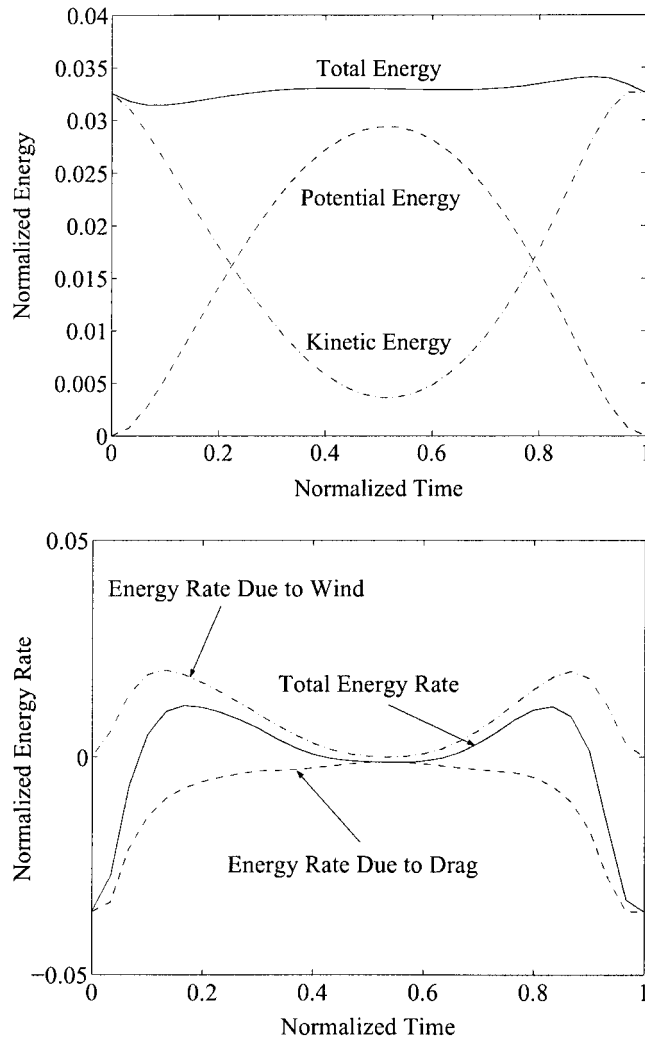 0.04
0.035
Total Energy
0.03
0.025
Normalized Energy
0.02
Potential Energy
0.015
0.01
Kinetic Energy
0.005
0
0 0.2 0.4 0.6 0.8 1
Normalized Time
0.05
Energy Rate Due to Wind
Total Energy Rate
Normalized Energy Rate
0
Energy Rate Due to Drag
−0.05
0 0.2 0.4 0.6 0.8 1
Normalized Time